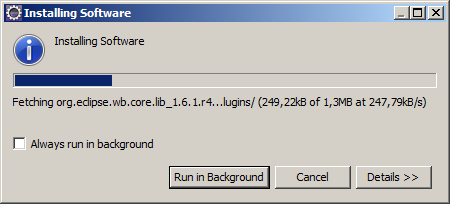 Installing Software
Installing Software
Fetching org.eclipse.wb.core.lib_1.6.1.r4...lugins/ (249,22kB of 1,3MB at 247,79kB/s)
Always run in background
Run in Background Cancel Details >>